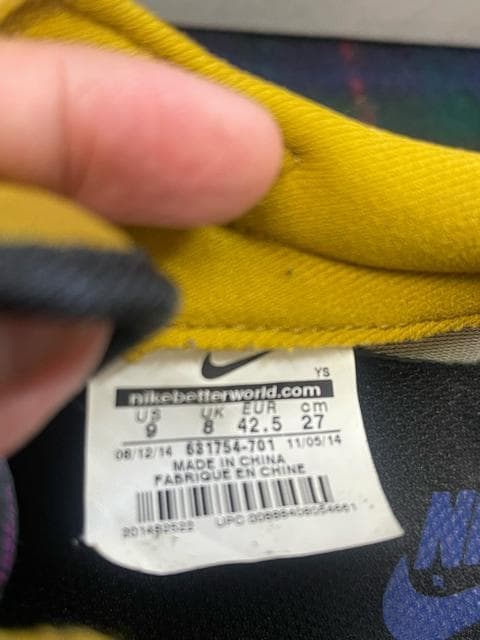 YS
nikebetterworld.com
US UK EUR cm
9 8 42.5 27
08/12/14 631754-701 11/05/14
MADE IN CHINA
FABRIQUE EN CHINE
UPC